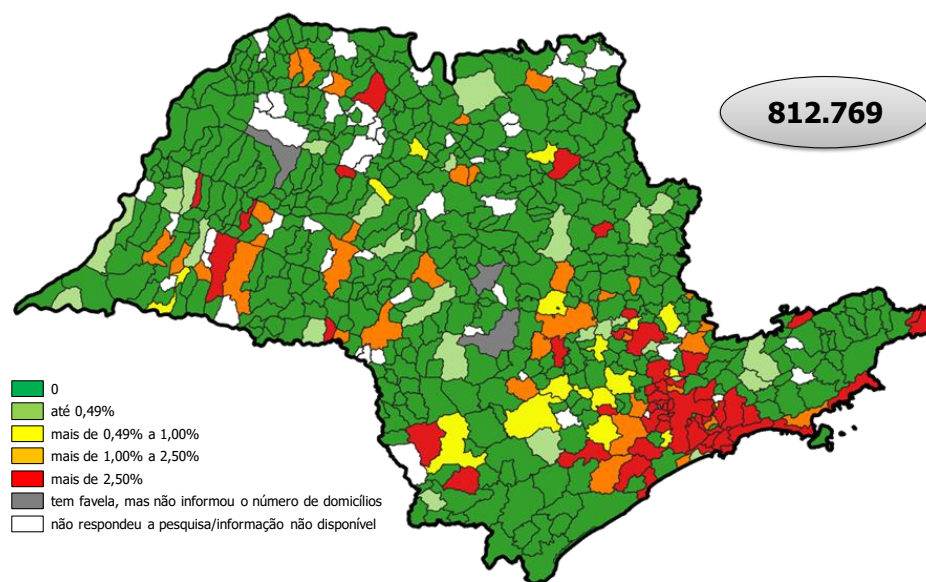 812.769
0
até 0,49%
mais de 0,49% a 1,00%
mais de 1,00% a 2,50%
mais de 2,50%
tem favela, mas não informou o número de domicílios
não respondeu a pesquisa/informação não disponível